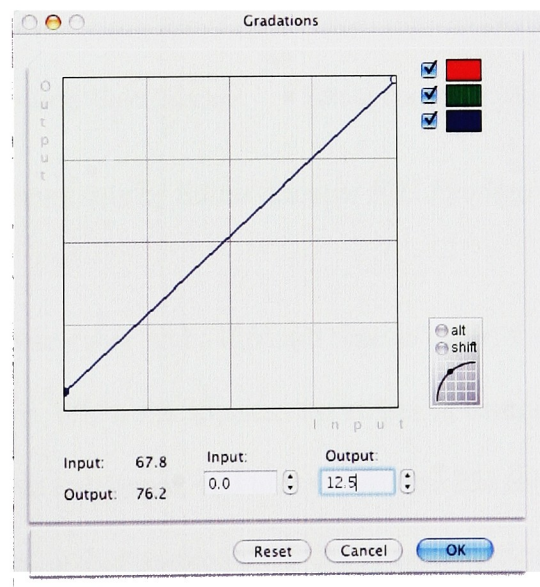 Gradations
Output
Input
alt
shift
Input: 67.8
Output: 76.2
Input:
0.0
Output:
12.5
Reset
Cancel
OK